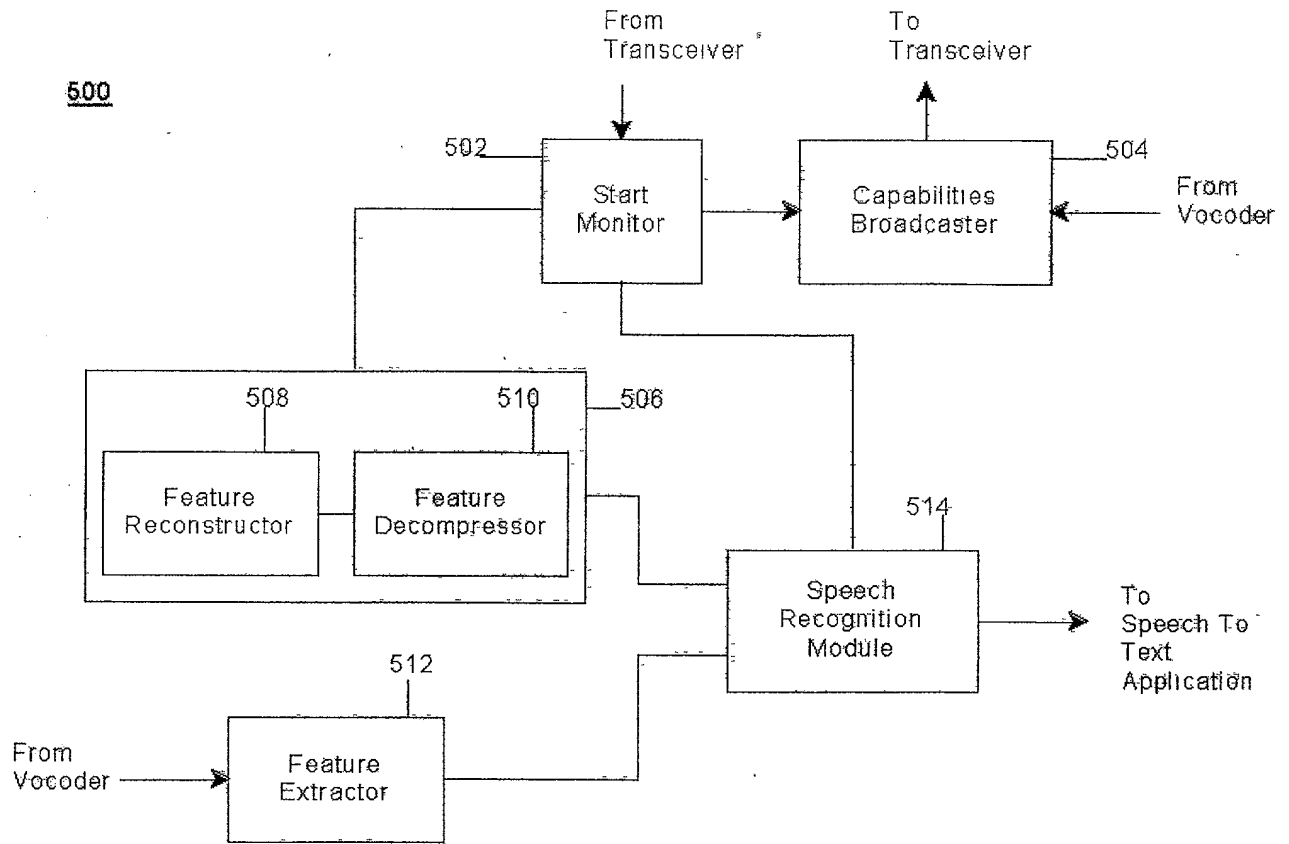 From
Transceiver
To
Transceiver
500
502
504
Start
Monitor
Capabilities
Broadcaster
From
Vocoder
508
510
506
Feature
Reconstructor
Feature
Decompressor
514
Speech
Recognition
Module
To
Speech To
Text
Application
512
From
Vocoder
Feature
Extractor